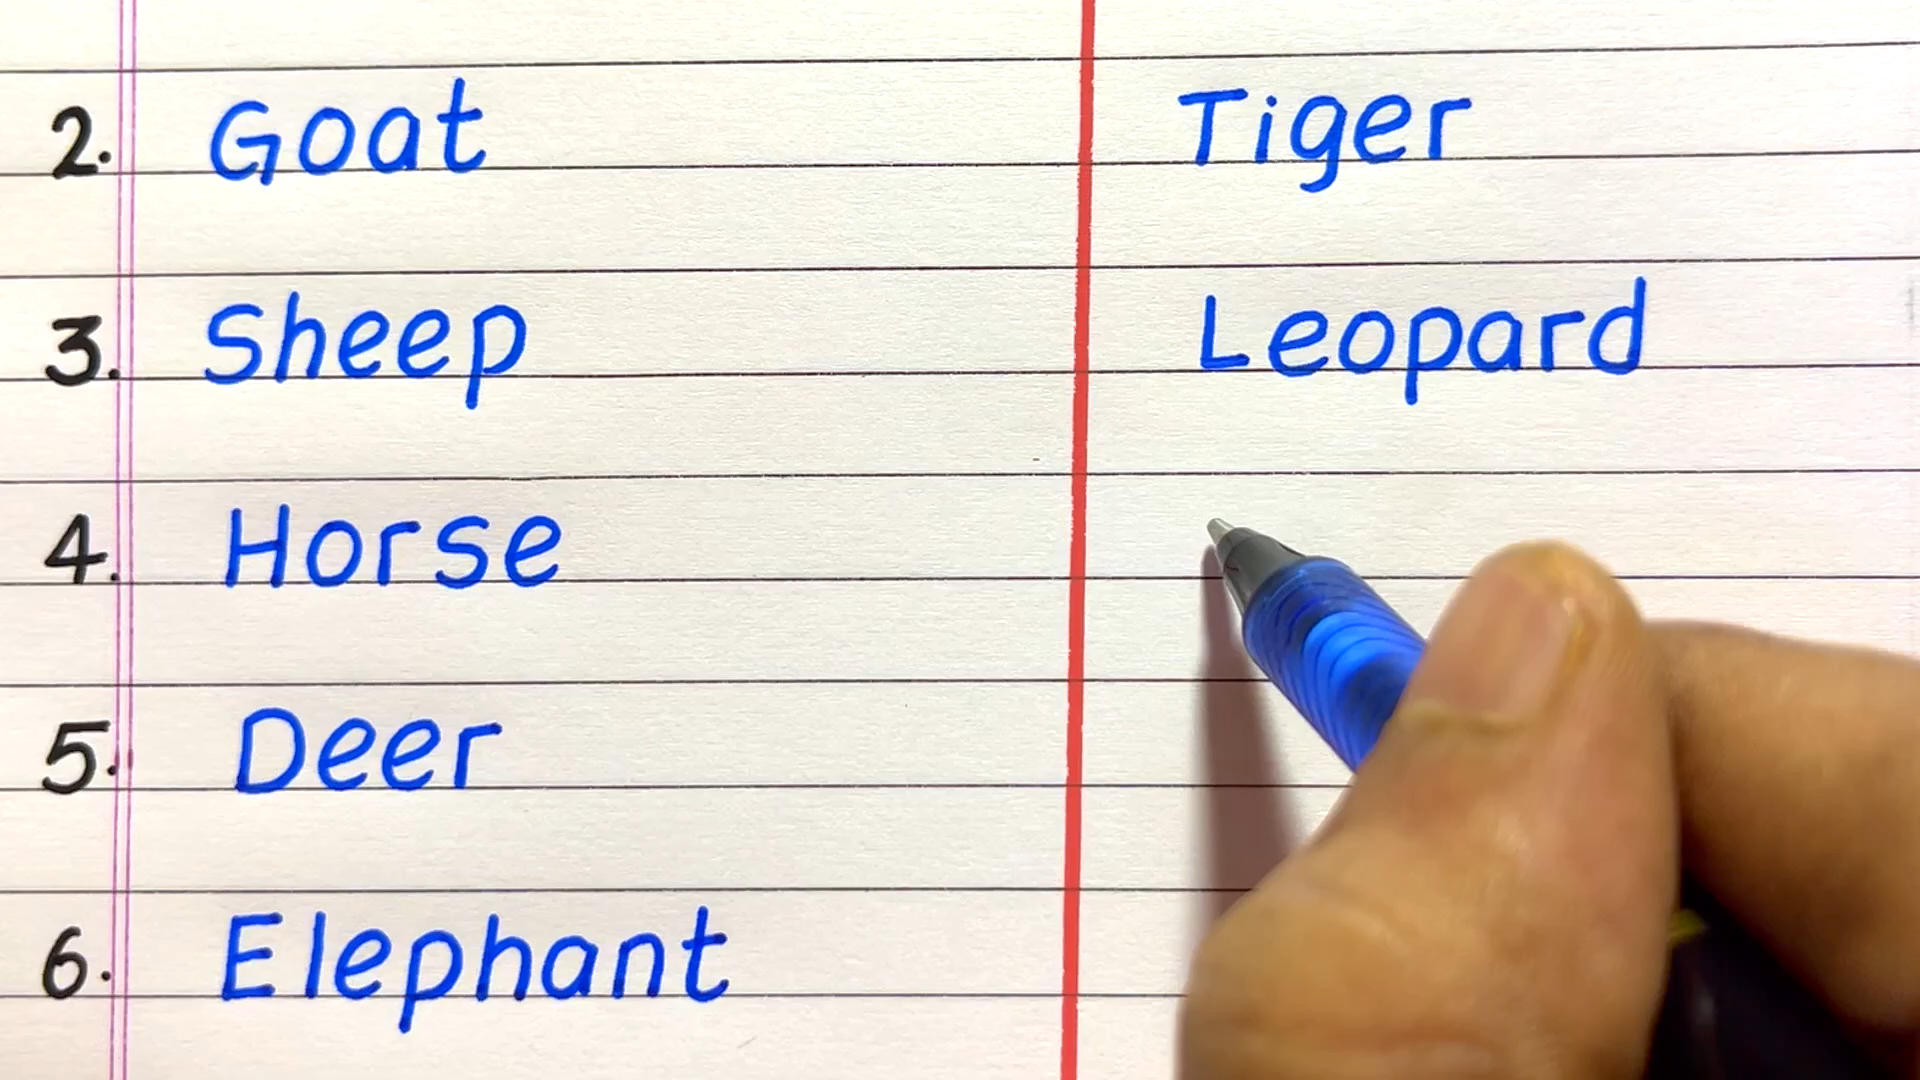 2. Goat Tiger
3. Sheep Leopard
4. Horse
5. Deer
6. Elephant